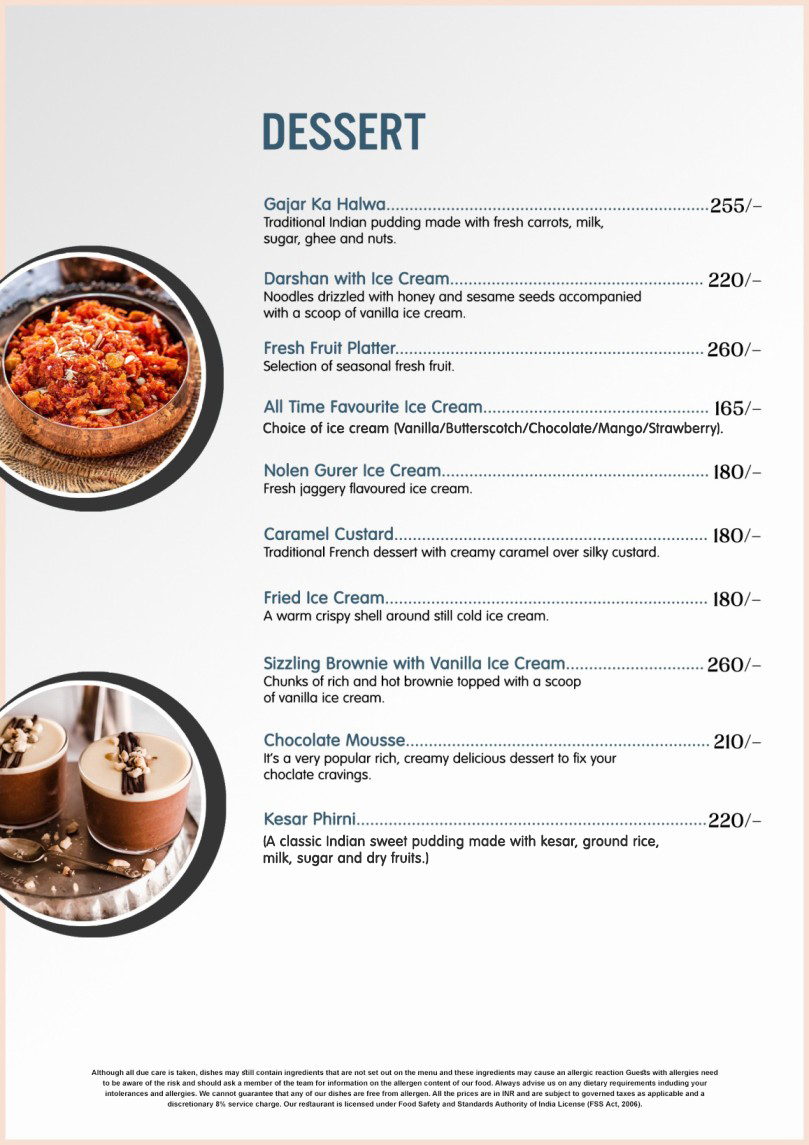 DESSERT
Gajar Ka Halwa......255/–
Traditional Indian pudding made with fresh carrots, milk,
sugar, ghee and nuts.
Darshan with Ice Cream......220/–
Noodles drizzled with honey and sesame seeds accompanied
with a scoop of vanilla ice cream.
Fresh Fruit Platter......260/–
Selection of seasonal fresh fruit.
All Time Favourite Ice Cream......165/–
Choice of ice cream (Vanilla/Butterscotch/Chocolate/Mango/Strawberry).
Nolen Gurer Ice Cream......180/–
Fresh jaggery flavoured ice cream.
Caramel Custard......180/–
Traditional French dessert with creamy caramel over silky custard.
Fried Ice Cream......180/–
A warm crispy shell around still cold ice cream.
Sizzling Brownie with Vanilla Ice Cream......260/–
Chunks of rich and hot brownie topped with a scoop
of vanilla ice cream.
Chocolate Mousse......210/–
It's a very popular rich, creamy delicious dessert to fix your
choclate cravings.
Kesar Phirni......220/–
(A classic Indian sweet pudding made with kesar, ground rice,
milk, sugar and dry fruits.)
Although all due care is taken, dishes may still contain ingredients that are not set out on the menu and these ingredients may cause an allergic reaction Guests with allergies need
to be aware of the risk and should ask a member of the team for information on the allergen content of our food. Always advise us on any dietary requirements including your
intolerances and allergies. We cannot guarantee that any of our dishes are free from allergen. All the prices are in INR and are subject to governed taxes as applicable and a
discretionary 8% service charge. Our restaurant is licensed under Food Safety and Standards Authority of India License (FSS Act, 2006).